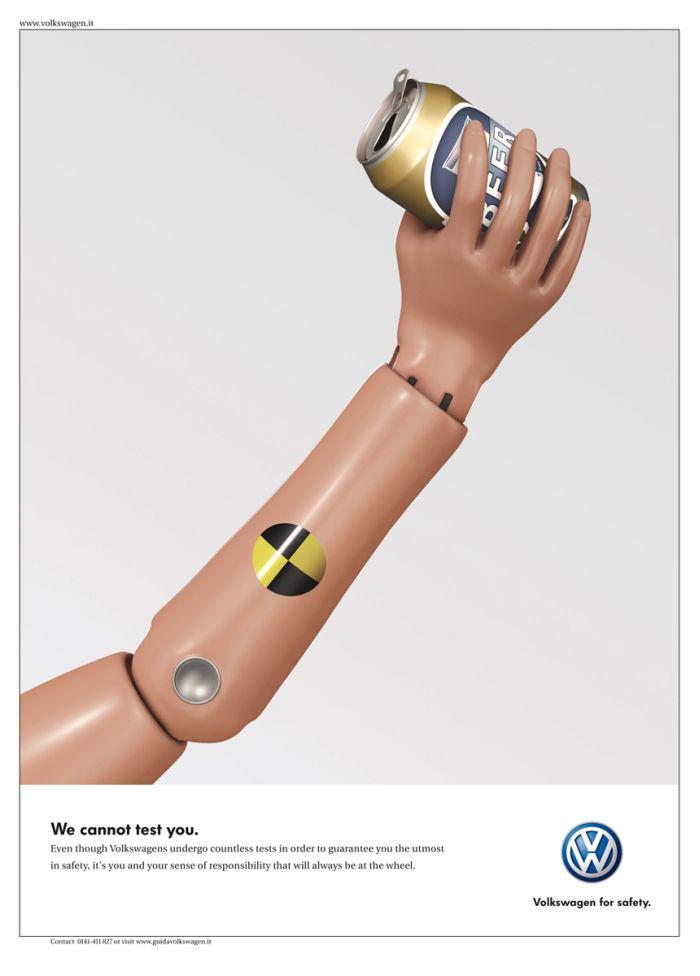 www.volkswagen.it
BEER
We cannot test you.
Even though Volkswagens undergo countless tests in order to guarantee you the utmost
in safety, it's you and your sense of responsibility that will always be at the wheel.
Volkswagen for safety.
Contact 0141-411 827 or visit www.guidavolkswagen.it